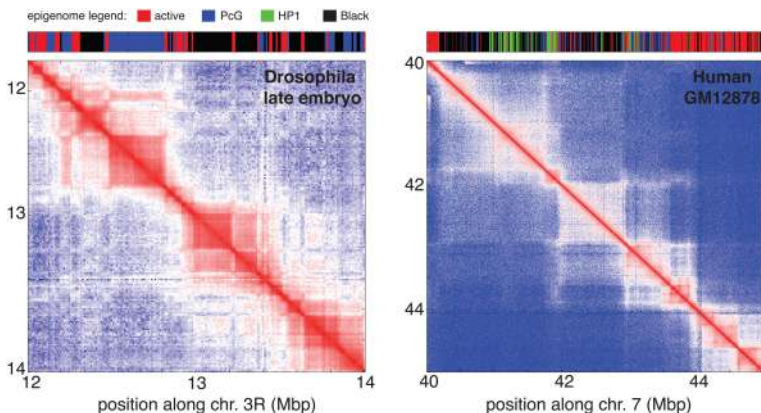 epigenome legend: active PcG HP1 Black
Drosophila
late embryo
12
13
14
12 13 14
position along chr. 3R (Mbp)
Human
GM12878
40
42
44
40 42 44
position along chr. 7 (Mbp)